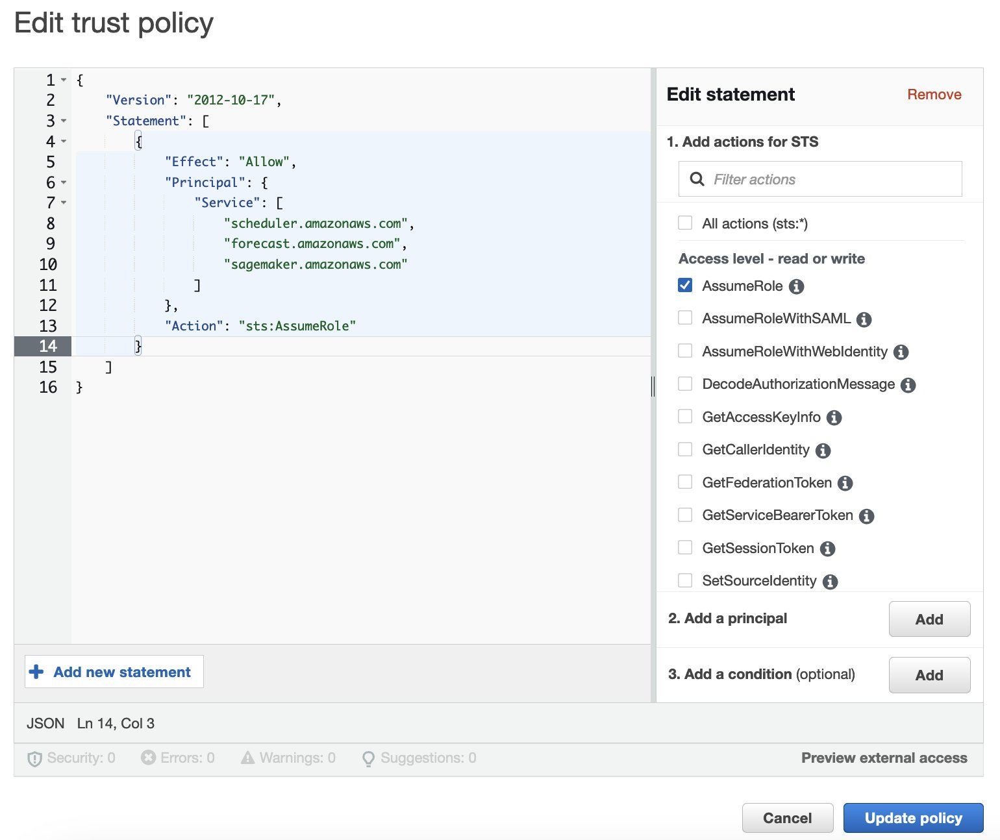 Edit trust policy
1 {
2 "Version": "2012-10-17",
3 "Statement": [
4 {
5 "Effect": "Allow",
6 "Principal": {
7 "Service": [
8 "scheduler.amazonaws.com",
9 "forecast.amazonaws.com",
10 "sagemaker.amazonaws.com"
11 ]
12 },
13 "Action": "sts:AssumeRole"
14 }
15 ]
16 }
Add new statement
Edit statement
Remove
1. Add actions for STS
Filter actions
All actions (sts:*)
Access level - read or write
AssumeRole
AssumeRoleWithSAML
AssumeRoleWithWebIdentity
DecodeAuthorizationMessage
GetAccessKeyInfo
GetCallerIdentity
GetFederationToken
GetServiceBearerToken
GetSessionToken
SetSourceIdentity
2. Add a principal
Add
3. Add a condition (optional)
Add
JSON Ln 14, Col 3
Security: 0 Errors: 0 Warnings: 0 Suggestions: 0
Preview external access
Cancel
Update policy